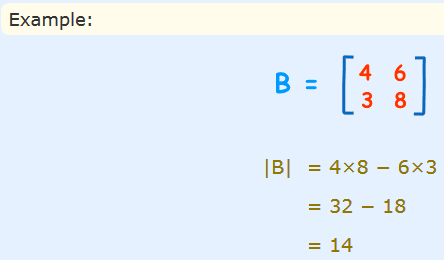 Example:
B = [4 6
3 8]
|B| = 4×8 − 6×3
= 32 − 18
= 14